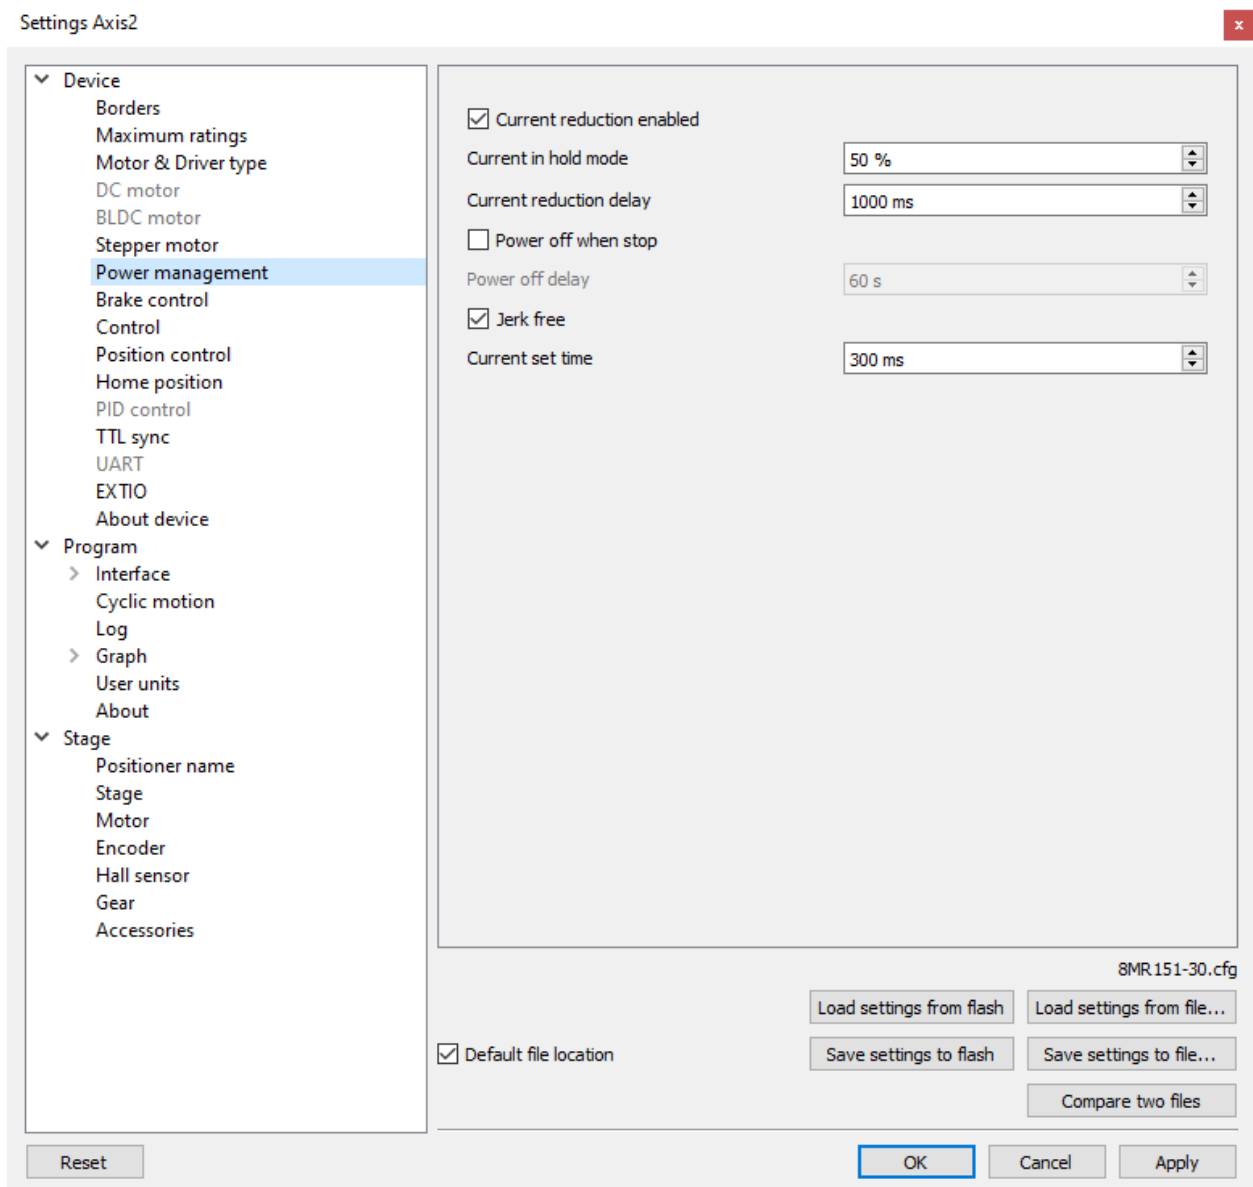 Settings Axis2
x
Device
Borders
Maximum ratings
Motor & Driver type
DC motor
BLDC motor
Stepper motor
Power management
Brake control
Control
Position control
Home position
PID control
TTL sync
UART
EXTIO
About device
Program
Interface
Cyclic motion
Log
Graph
User units
About
Stage
Positioner name
Stage
Motor
Encoder
Hall sensor
Gear
Accessories
Current reduction enabled
Current in hold mode 50 %
Current reduction delay 1000 ms
Power off when stop
Power off delay 60 s
Jerk free
Current set time 300 ms
8MR151-30.cfg
Load settings from flash Load settings from file...
Default file location Save settings to flash Save settings to file...
Compare two files
Reset OK Cancel Apply